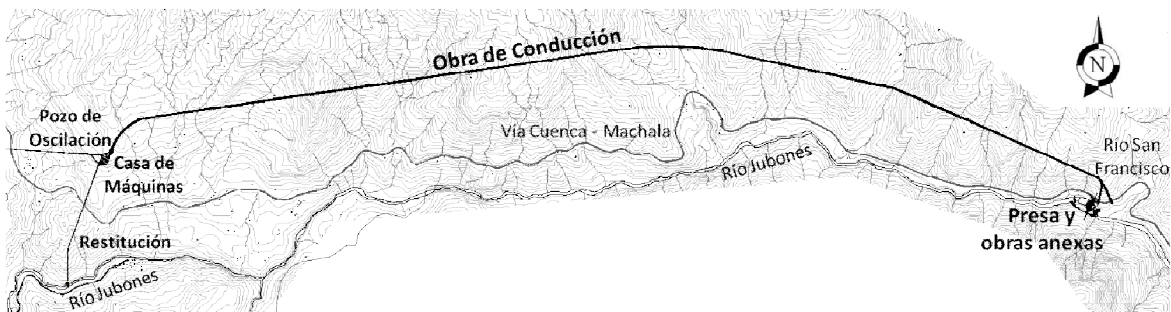 Obra de Conducción
N
Pozo de
Oscilación
Casa de
Máquinas
Vía Cuenca - Machala
Río San
Francisco
Río Jubones
Presa y
obras anexas
Restitución
Río Jubones